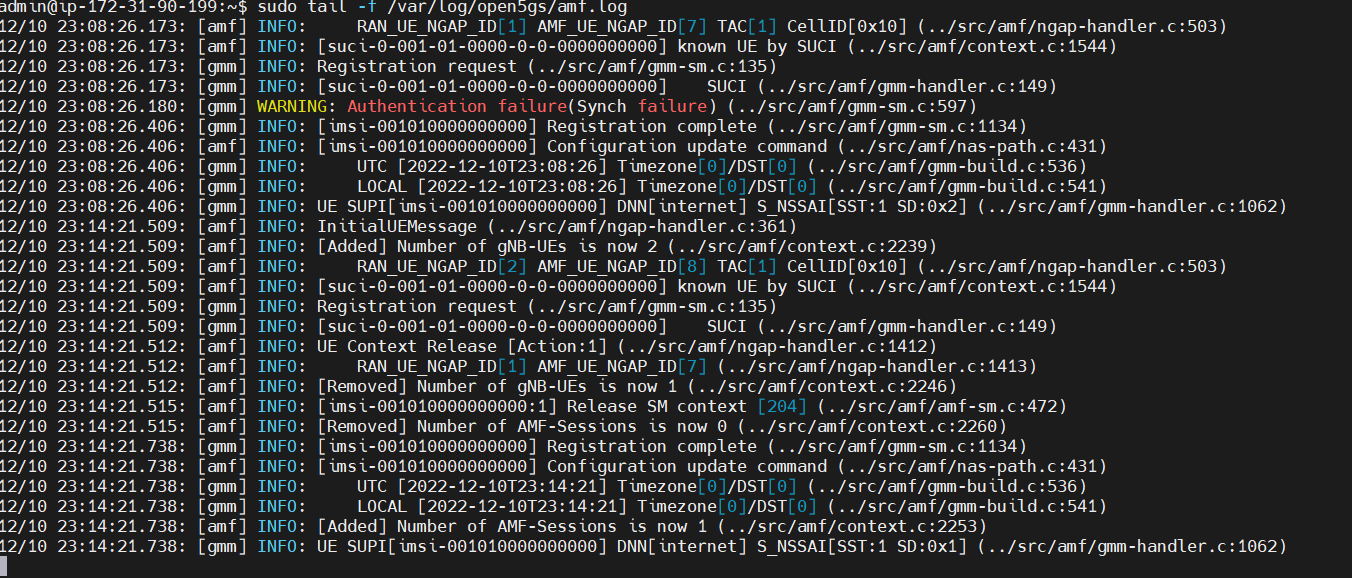 admin@ip-172-31-90-199:~$ sudo tail -f /var/log/open5gs/amf.log
12/10 23:08:26.173: [amf] INFO:     RAN_UE_NGAP_ID[1] AMF_UE_NGAP_ID[7] TAC[1] CellID[0x10] (../src/amf/ngap-handler.c:503)
12/10 23:08:26.173: [amf] INFO: [suci-0-001-01-0000-0-0-0000000000] known UE by SUCI (../src/amf/context.c:1544)
12/10 23:08:26.173: [gmm] INFO: Registration request (../src/amf/gmm-sm.c:135)
12/10 23:08:26.173: [gmm] INFO: [suci-0-001-01-0000-0-0-0000000000]    SUCI (../src/amf/gmm-handler.c:149)
12/10 23:08:26.180: [gmm] WARNING: Authentication failure(Synch failure) (../src/amf/gmm-sm.c:597)
12/10 23:08:26.406: [gmm] INFO: [imsi-001010000000000] Registration complete (../src/amf/gmm-sm.c:1134)
12/10 23:08:26.406: [amf] INFO: [imsi-001010000000000] Configuration update command (../src/amf/nas-path.c:431)
12/10 23:08:26.406: [gmm] INFO:     UTC [2022-12-10T23:08:26] Timezone[0]/DST[0] (../src/amf/gmm-build.c:536)
12/10 23:08:26.406: [gmm] INFO:     LOCAL [2022-12-10T23:08:26] Timezone[0]/DST[0] (../src/amf/gmm-build.c:541)
12/10 23:08:26.406: [gmm] INFO: UE SUPI[imsi-001010000000000] DNN[internet] S_NSSAI[SST:1 SD:0x2] (../src/amf/gmm-handler.c:1062)
12/10 23:14:21.509: [amf] INFO: InitialUEMessage (../src/amf/ngap-handler.c:361)
12/10 23:14:21.509: [amf] INFO: [Added] Number of gNB-UEs is now 2 (../src/amf/context.c:2239)
12/10 23:14:21.509: [amf] INFO:     RAN_UE_NGAP_ID[2] AMF_UE_NGAP_ID[8] TAC[1] CellID[0x10] (../src/amf/ngap-handler.c:503)
12/10 23:14:21.509: [amf] INFO: [suci-0-001-01-0000-0-0-0000000000] known UE by SUCI (../src/amf/context.c:1544)
12/10 23:14:21.509: [gmm] INFO: Registration request (../src/amf/gmm-sm.c:135)
12/10 23:14:21.509: [gmm] INFO: [suci-0-001-01-0000-0-0-0000000000]    SUCI (../src/amf/gmm-handler.c:149)
12/10 23:14:21.512: [amf] INFO: UE Context Release [Action:1] (../src/amf/ngap-handler.c:1412)
12/10 23:14:21.512: [amf] INFO:     RAN_UE_NGAP_ID[1] AMF_UE_NGAP_ID[7] (../src/amf/ngap-handler.c:1413)
12/10 23:14:21.512: [amf] INFO: [Removed] Number of gNB-UEs is now 1 (../src/amf/context.c:2246)
12/10 23:14:21.515: [amf] INFO: [imsi-001010000000000:1] Release SM context [204] (../src/amf/amf-sm.c:472)
12/10 23:14:21.515: [amf] INFO: [Removed] Number of AMF-Sessions is now 0 (../src/amf/context.c:2260)
12/10 23:14:21.738: [gmm] INFO: [imsi-001010000000000] Registration complete (../src/amf/gmm-sm.c:1134)
12/10 23:14:21.738: [amf] INFO: [imsi-001010000000000] Configuration update command (../src/amf/nas-path.c:431)
12/10 23:14:21.738: [gmm] INFO:     UTC [2022-12-10T23:14:21] Timezone[0]/DST[0] (../src/amf/gmm-build.c:536)
12/10 23:14:21.738: [gmm] INFO:     LOCAL [2022-12-10T23:14:21] Timezone[0]/DST[0] (../src/amf/gmm-build.c:541)
12/10 23:14:21.738: [amf] INFO: [Added] Number of AMF-Sessions is now 1 (../src/amf/context.c:2253)
12/10 23:14:21.738: [gmm] INFO: UE SUPI[imsi-001010000000000] DNN[internet] S_NSSAI[SST:1 SD:0x1] (../src/amf/gmm-handler.c:1062)